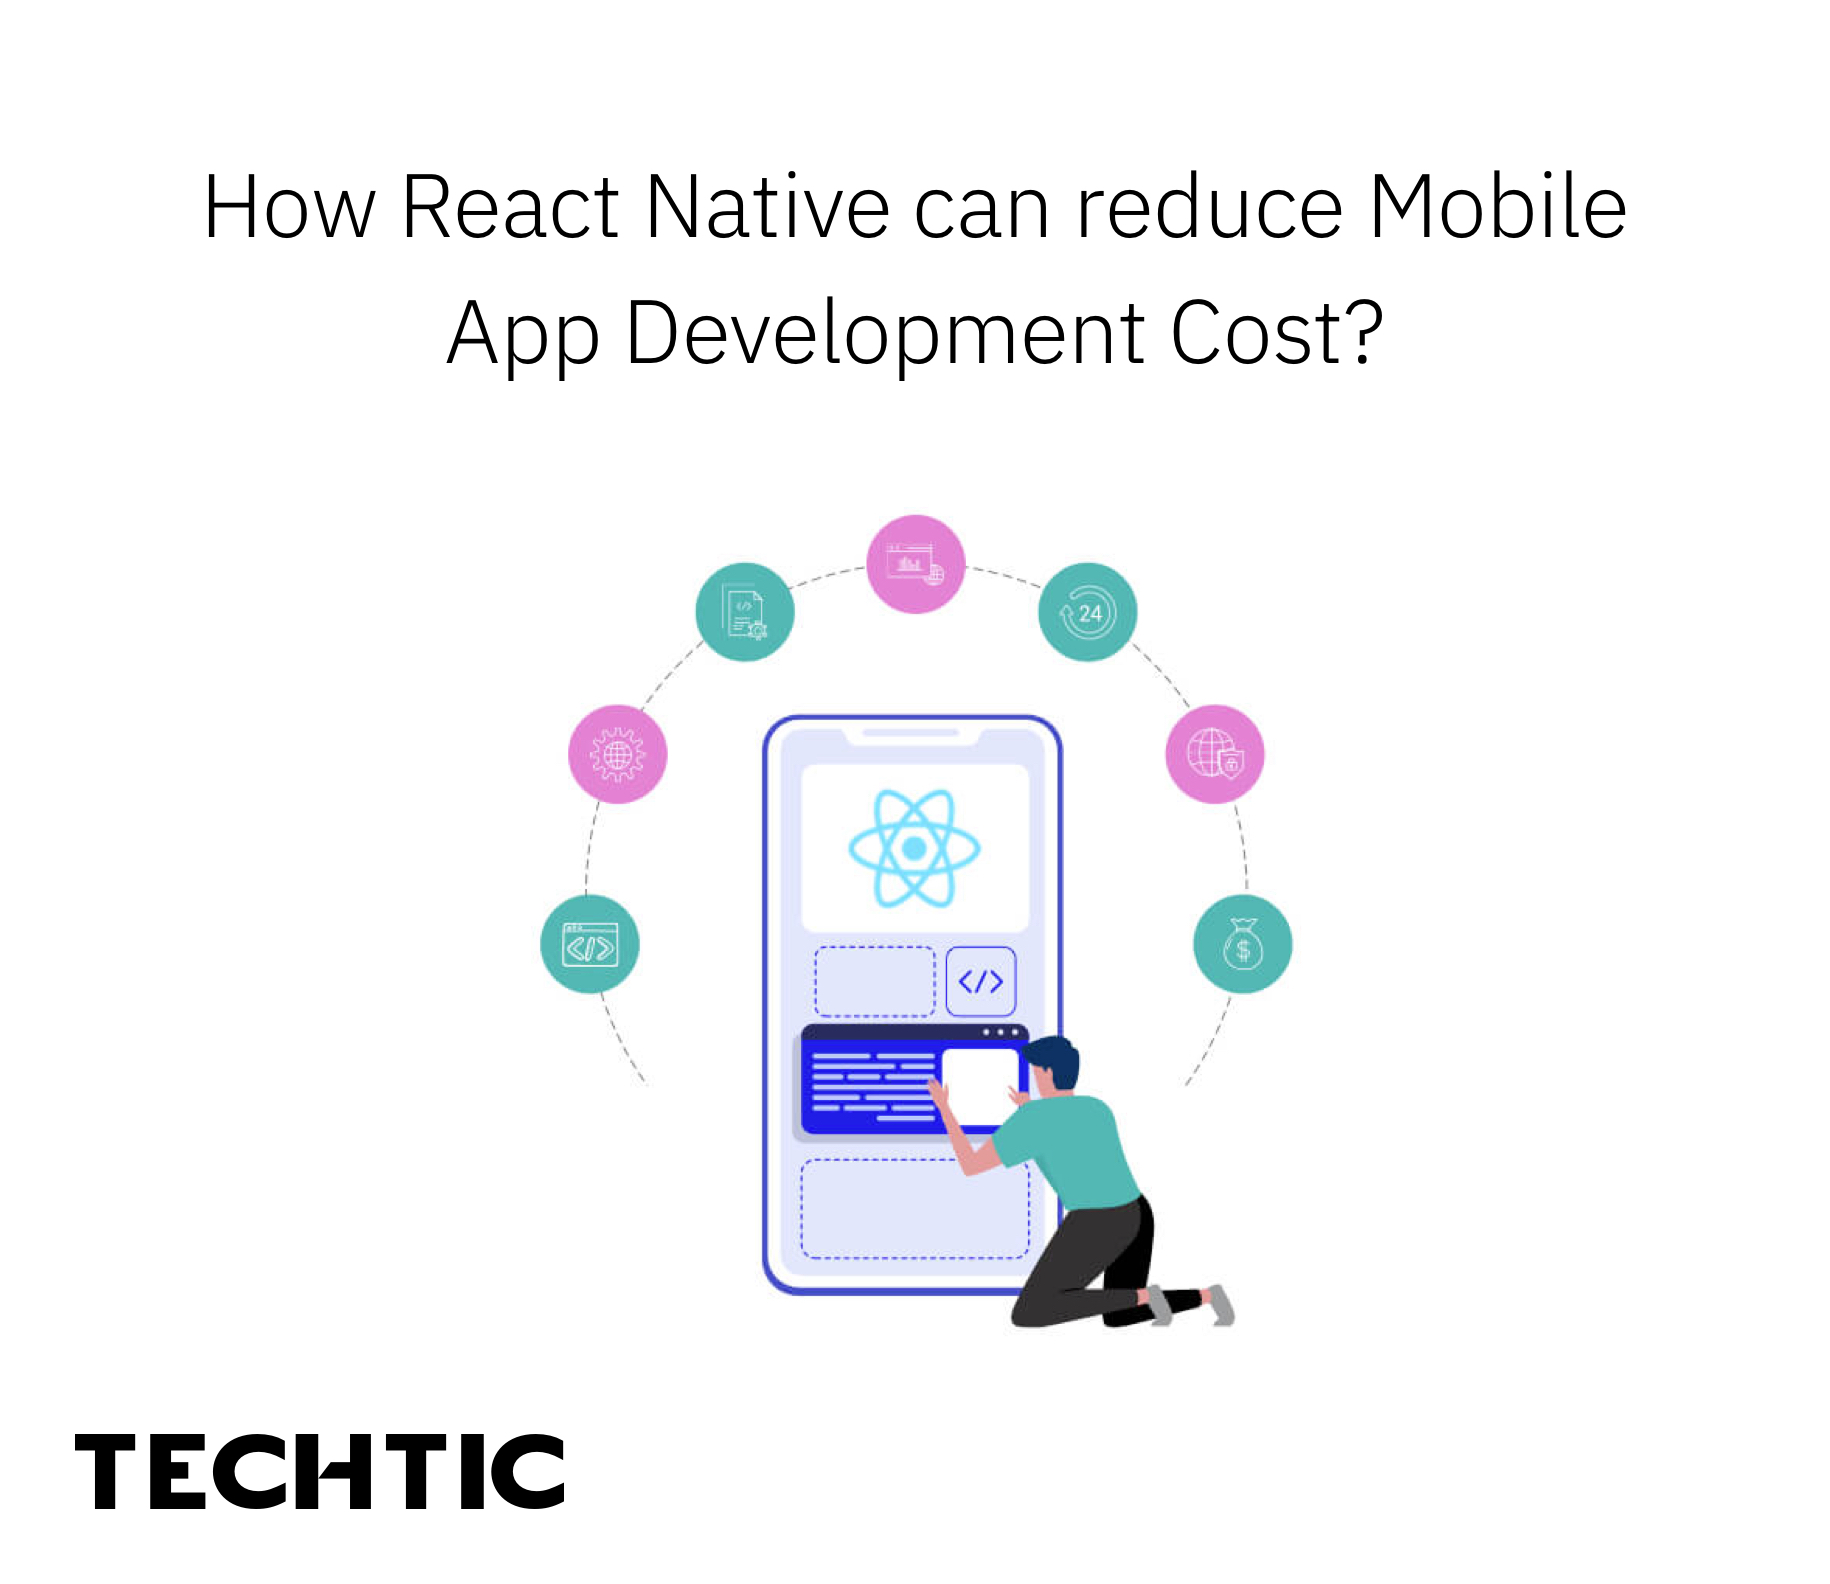 How React Native can reduce Mobile
App Development Cost?
</>
24
</>
</>
$
</>
TECHTIC